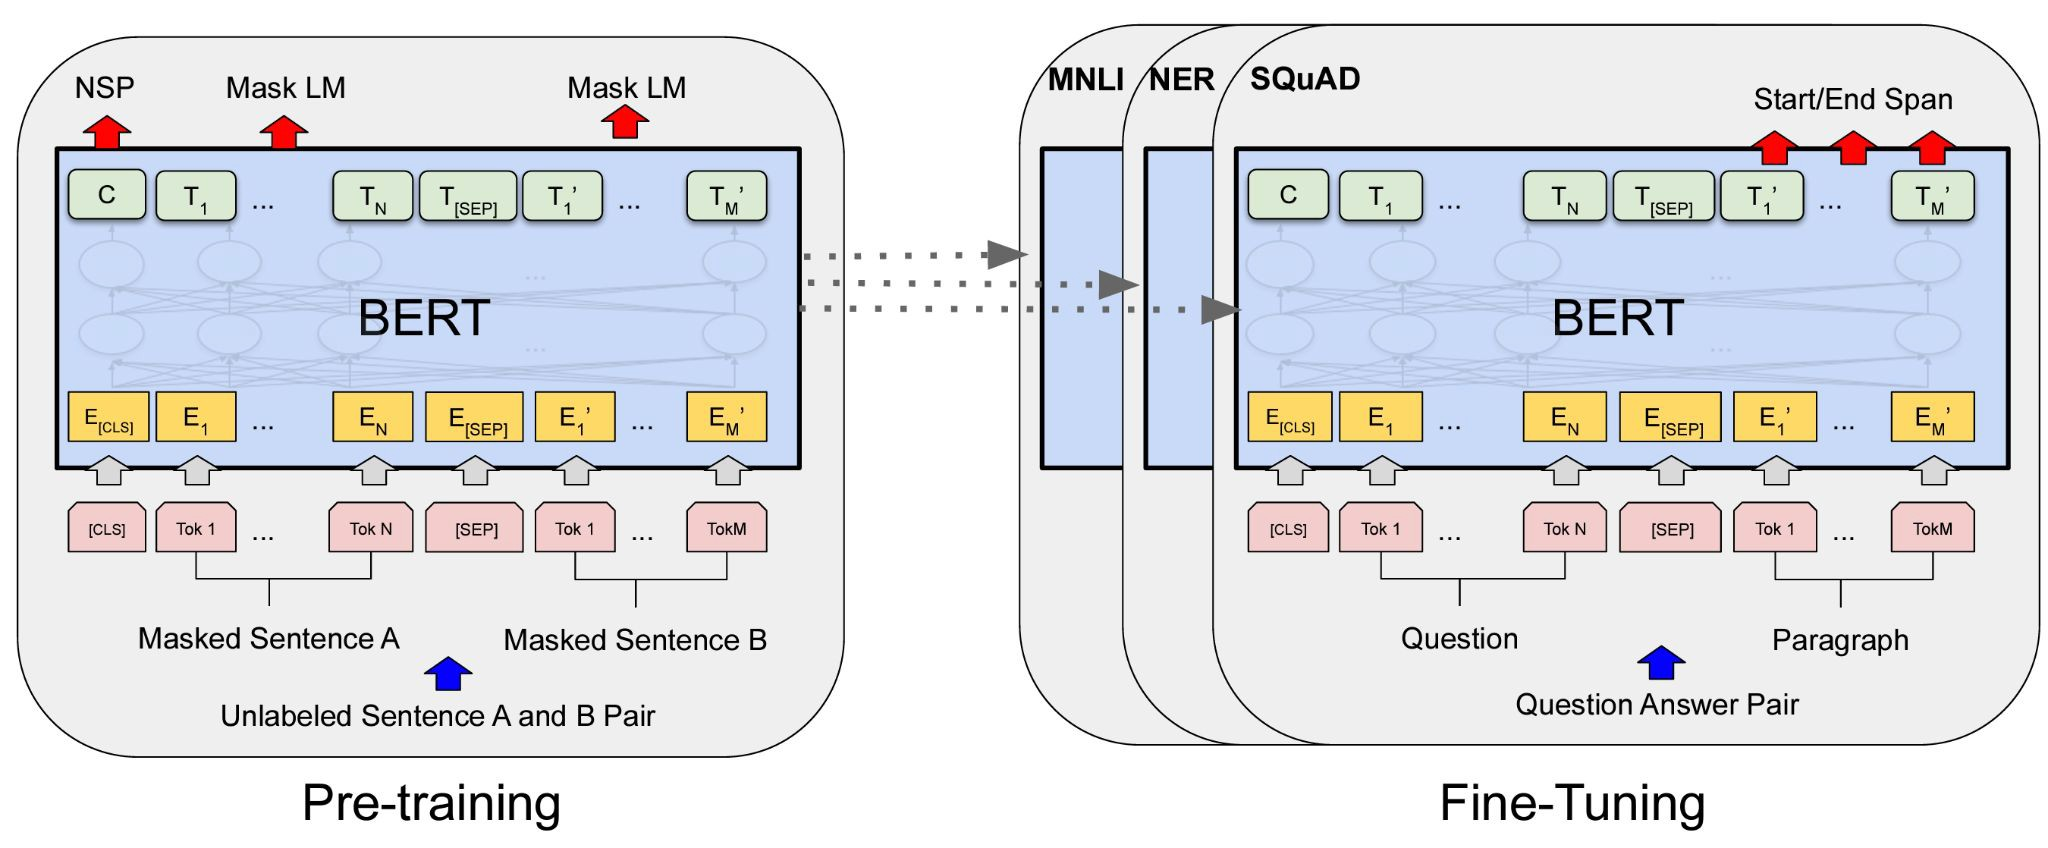 NSP Mask LM Mask LM
C T1 ... TN T[SEP] T1’ ... TM’
...
BERT
...
E[CLS] E1 ... EN E[SEP] E1’ ... EM’
[CLS] Tok 1 ... Tok N [SEP] Tok 1 ... TokM
Masked Sentence A Masked Sentence B
Unlabeled Sentence A and B Pair
Pre-training
MNLI NER SQuAD
Start/End Span
C T1 ... TN T[SEP] T1’ ... TM’
...
BERT
...
E[CLS] E1 ... EN E[SEP] E1’ ... EM’
[CLS] Tok 1 ... Tok N [SEP] Tok 1 ... TokM
Question Paragraph
Question Answer Pair
Fine-Tuning